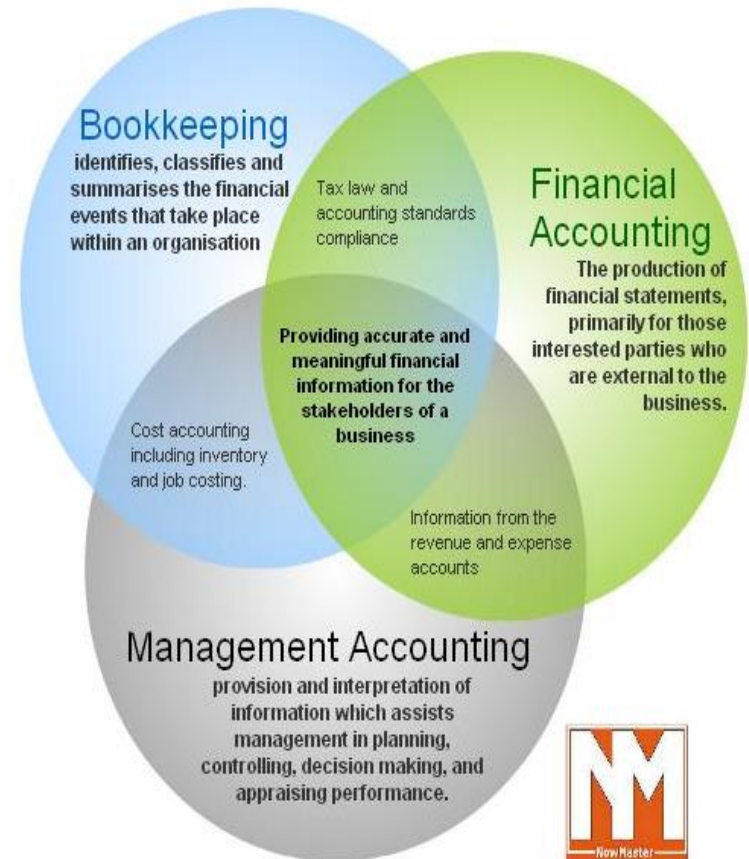 Bookkeeping
identifies, classifies and
summarises the financial
events that take place
within an organisation
Tax law and
accounting standards
compliance
Financial
Accounting
The production of
financial statements,
primarily for those
interested parties who
are external to the
business.
Providing accurate and
meaningful financial
information for the
stakeholders of a
business
Cost accounting
including inventory
and job costing.
Information from the
revenue and expense
accounts
Management Accounting
provision and interpretation of
information which assists
management in planning,
controlling, decision making, and
appraising performance.
NM
NowMaster